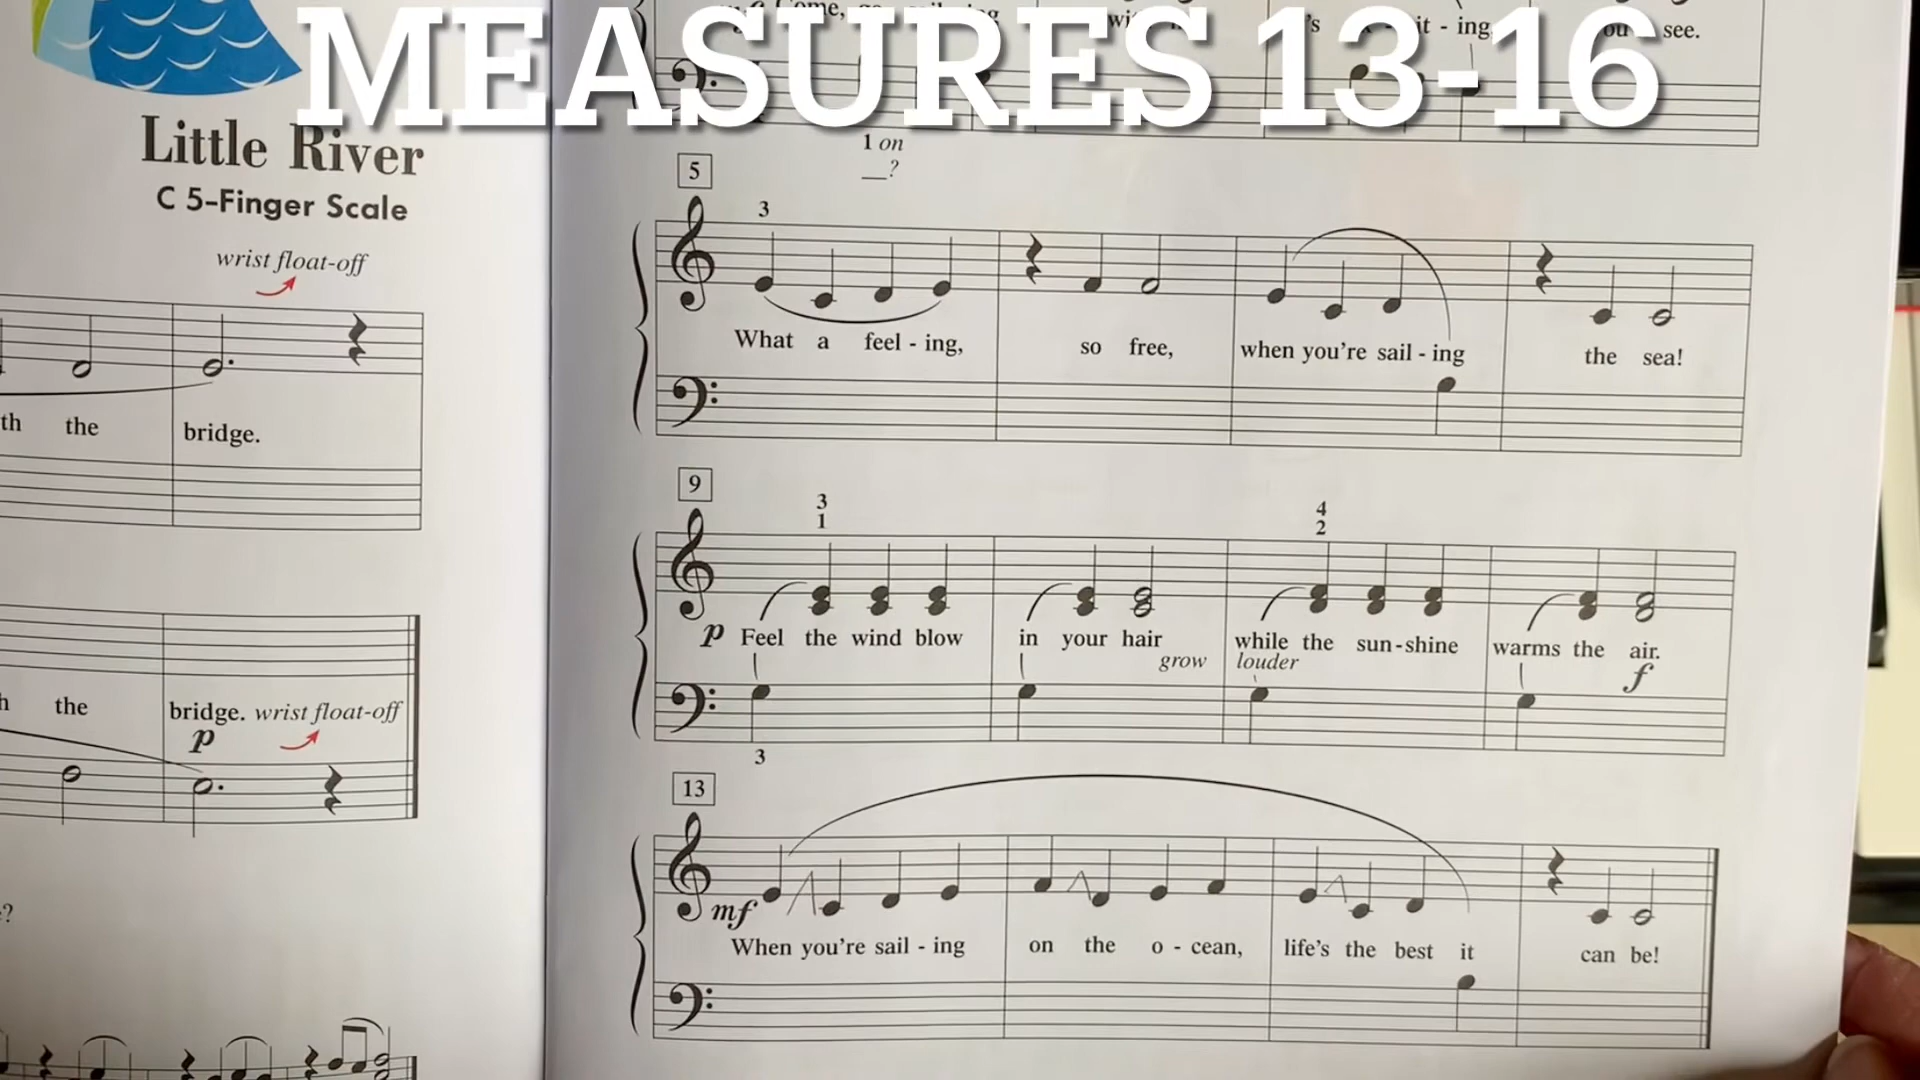 MEASURES 13-16
see.
Little River
C 5-Finger Scale
wrist float-off
the
bridge.
the
bridge. wrist float-off
p
?
1 on
__?
5
3
What a feel - ing, so free, when you're sail - ing the sea!
9
3
1
4
2
p Feel the wind blow in your hair while the sun - shine warms the air.
grow louder
f
3
13
mf
When you're sail - ing on the o - cean, life's the best it can be!